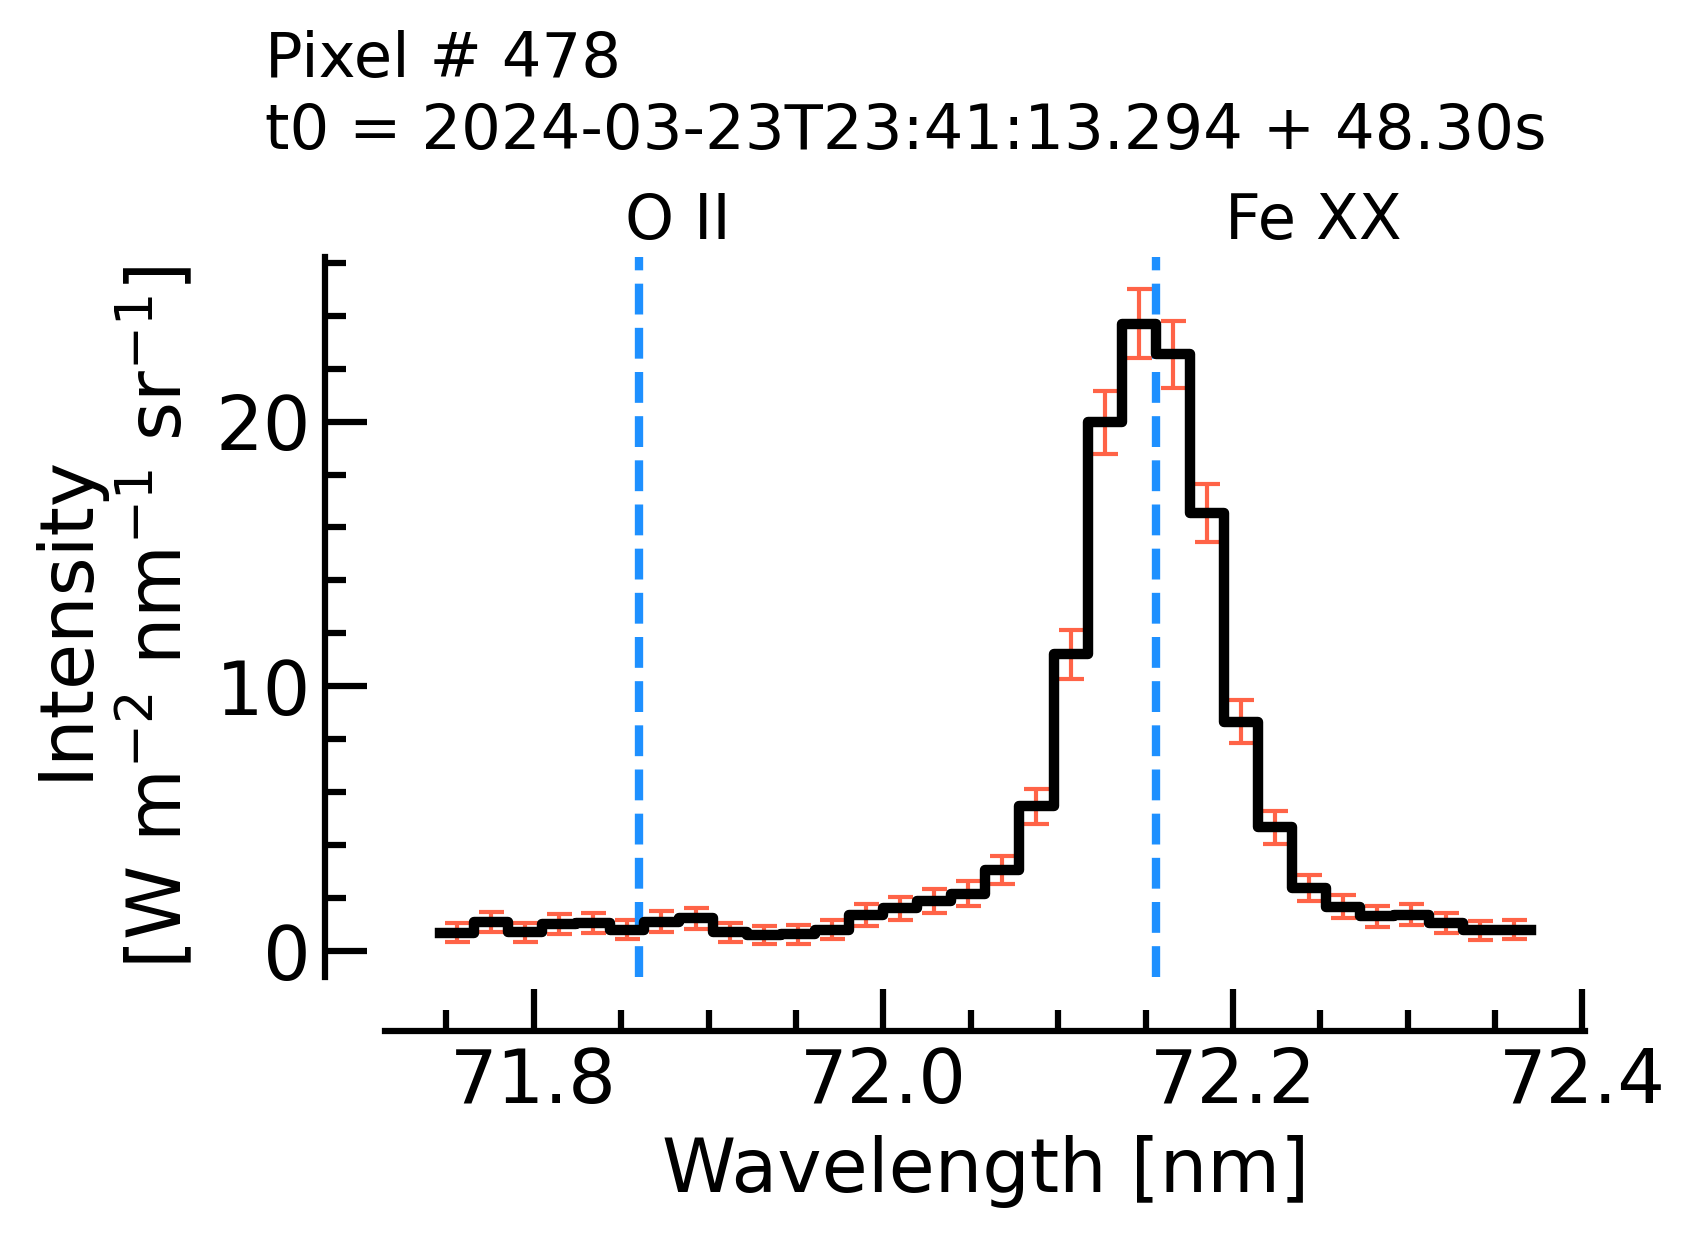 Pixel # 478
t0 = 2024-03-23T23:41:13.294 + 48.30s
O II
Fe XX
Intensity
[W m⁻² nm⁻¹ sr⁻¹]
20
10
0
71.8 72.0 72.2 72.4
Wavelength [nm]